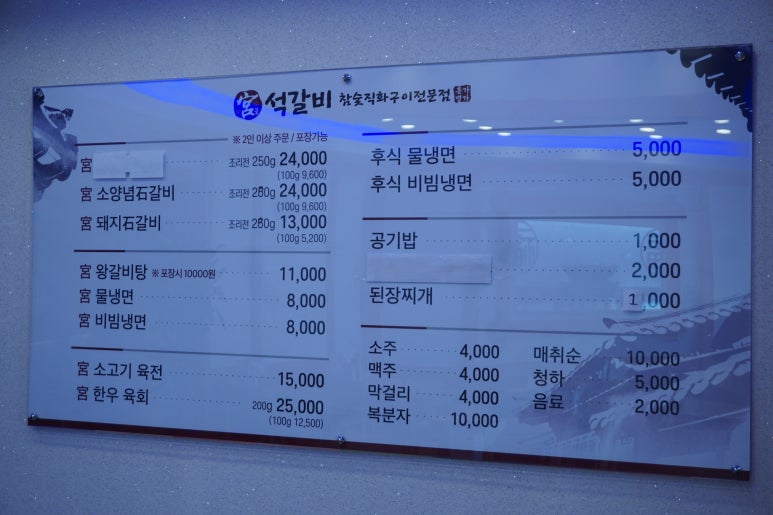 宮 석갈비 참숯직화구이전문점
※ 2인 이상 주문 / 포장가능
宮 조리전 250g 24,000
(100g 9,600)
宮 소양념石갈비 조리전 280g 24,000
(100g 9,600)
宮 돼지石갈비 조리전 280g 13,000
(100g 5,200)
宮 왕갈비탕 ※ 포장시 10000원 11,000
宮 물냉면 8,000
宮 비빔냉면 8,000
宮 소고기 육전 15,000
宮 한우 육회 200g 25,000
(100g 12,500)
후식 물냉면 5,000
후식 비빔냉면 5,000
공기밥 1,000
2,000
된장찌개 1,000
소주 4,000
맥주 4,000
막걸리 4,000
복분자 10,000
매취순 10,000
청하 5,000
음료 2,000